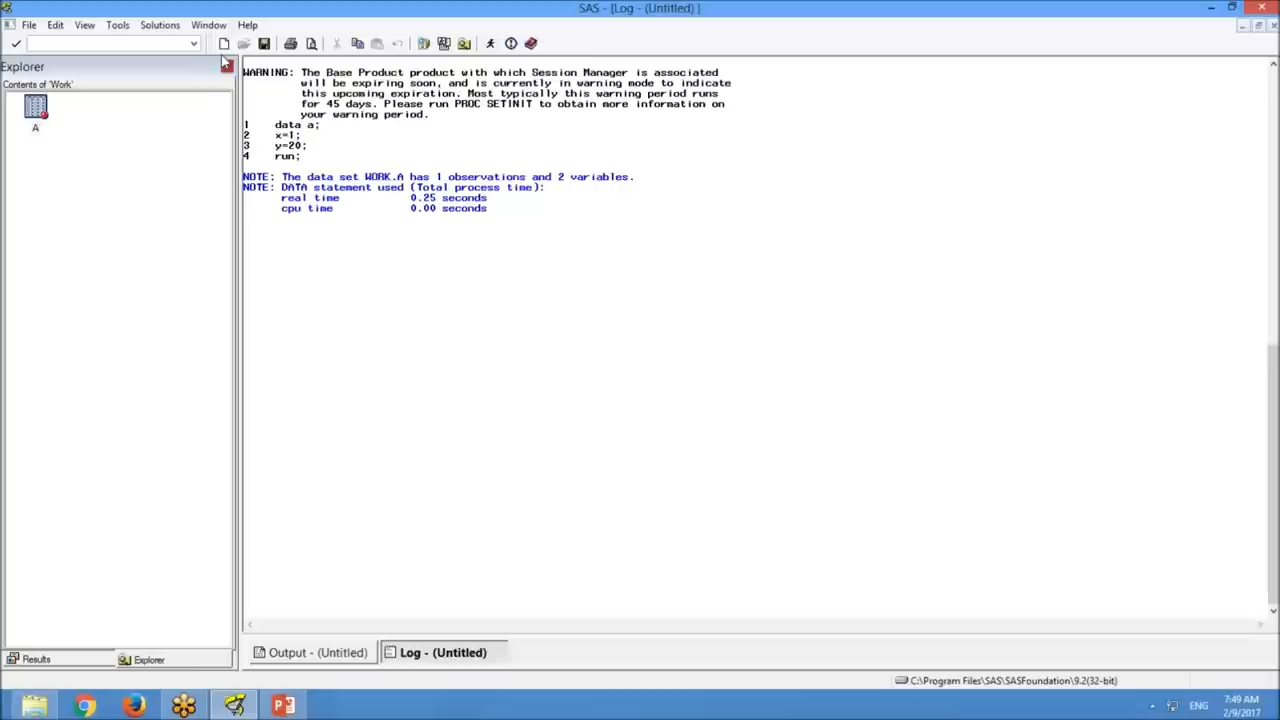 SAS - [Log - (Untitled) ]
File Edit View Tools Solutions Window Help
Explorer
Contents of 'Work'
A
WARNING: The Base Product product with which Session Manager is associated
will be expiring soon, and is currently in warning mode to indicate
this upcoming expiration. Most typically this warning period runs
for 45 days. Please run PROC SETINIT to obtain more information on
your warning period.
1 data a;
2 x=1;
3 y=20;
4 run;
NOTE: The data set WORK.A has 1 observations and 2 variables.
NOTE: DATA statement used (Total process time):
real time 0.25 seconds
cpu time 0.00 seconds
Results Explorer
Output - (Untitled) Log - (Untitled)
C:\Program Files\SAS\SASFoundation\9.2(32-bit)
ENG
7:49 AM
2/9/2017